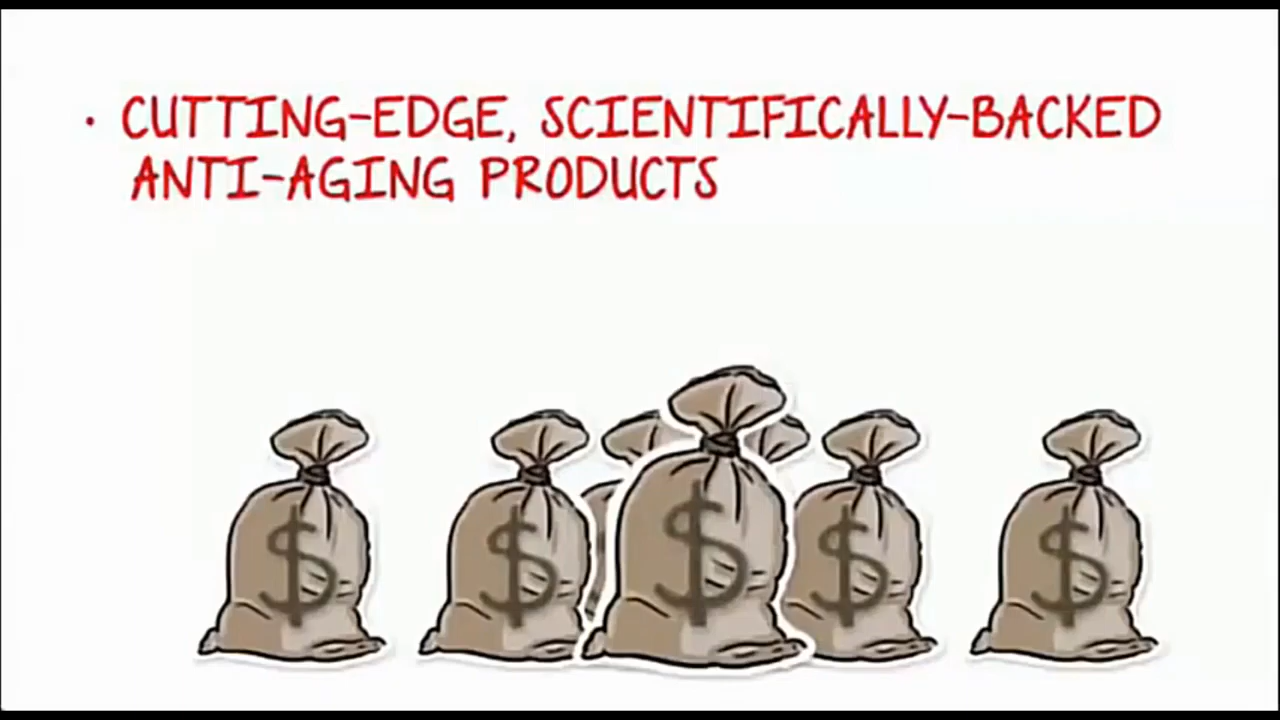 · CUTTING-EDGE, SCIENTIFICALLY-BACKED
ANTI-AGING PRODUCTS
$ $ $ $ $